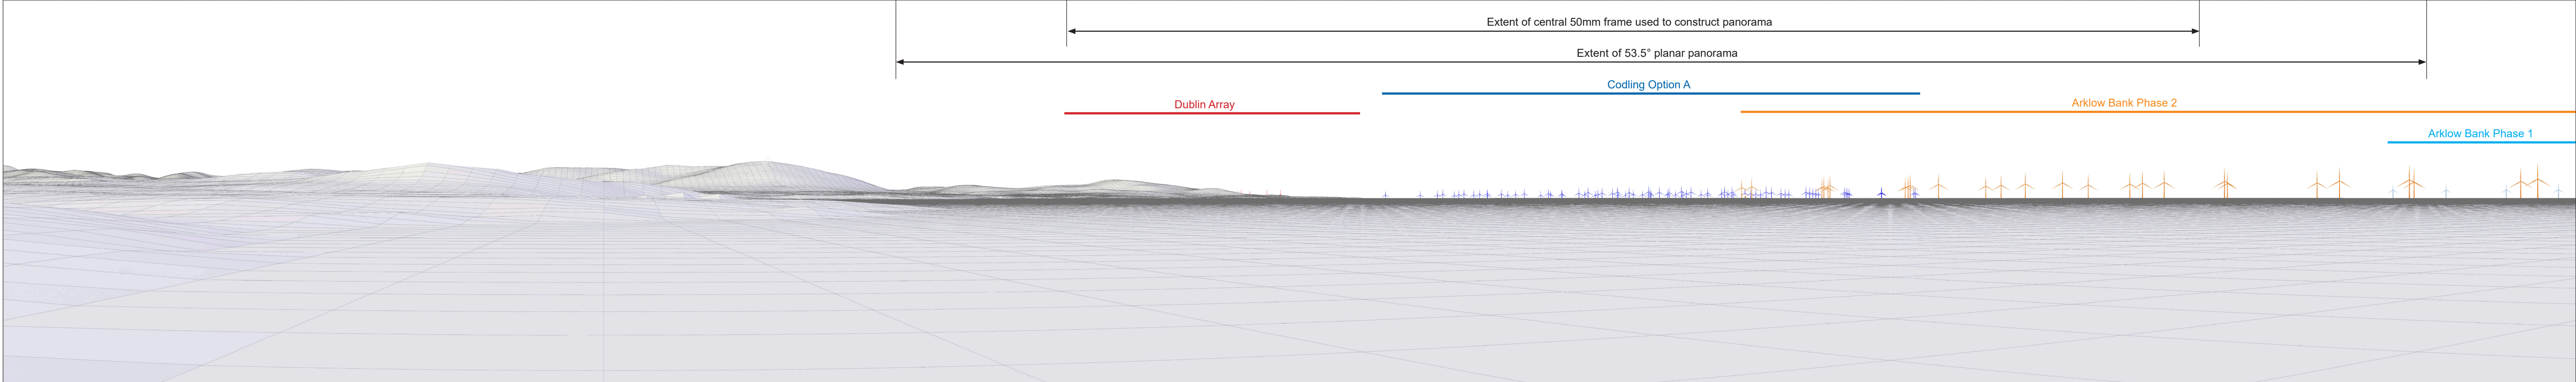 Extent of central 50mm frame used to construct panorama
Extent of 53.5° planar panorama
Codling Option A
Dublin Array
Arklow Bank Phase 2
Arklow Bank Phase 1